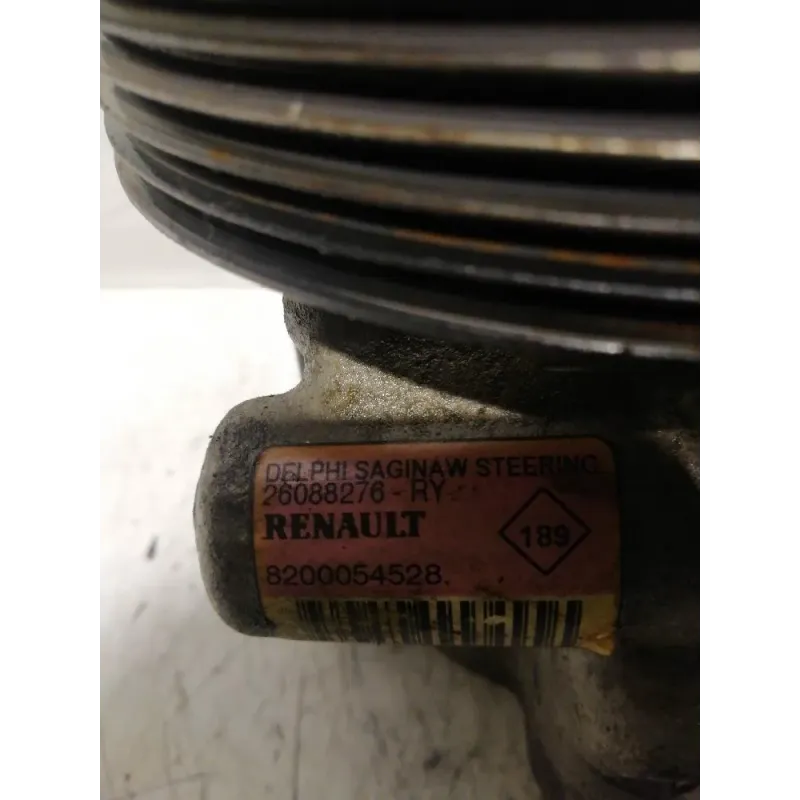 DELPHI SAGINAW STEERING
26088276 - RY
RENAULT
189
8200054528.